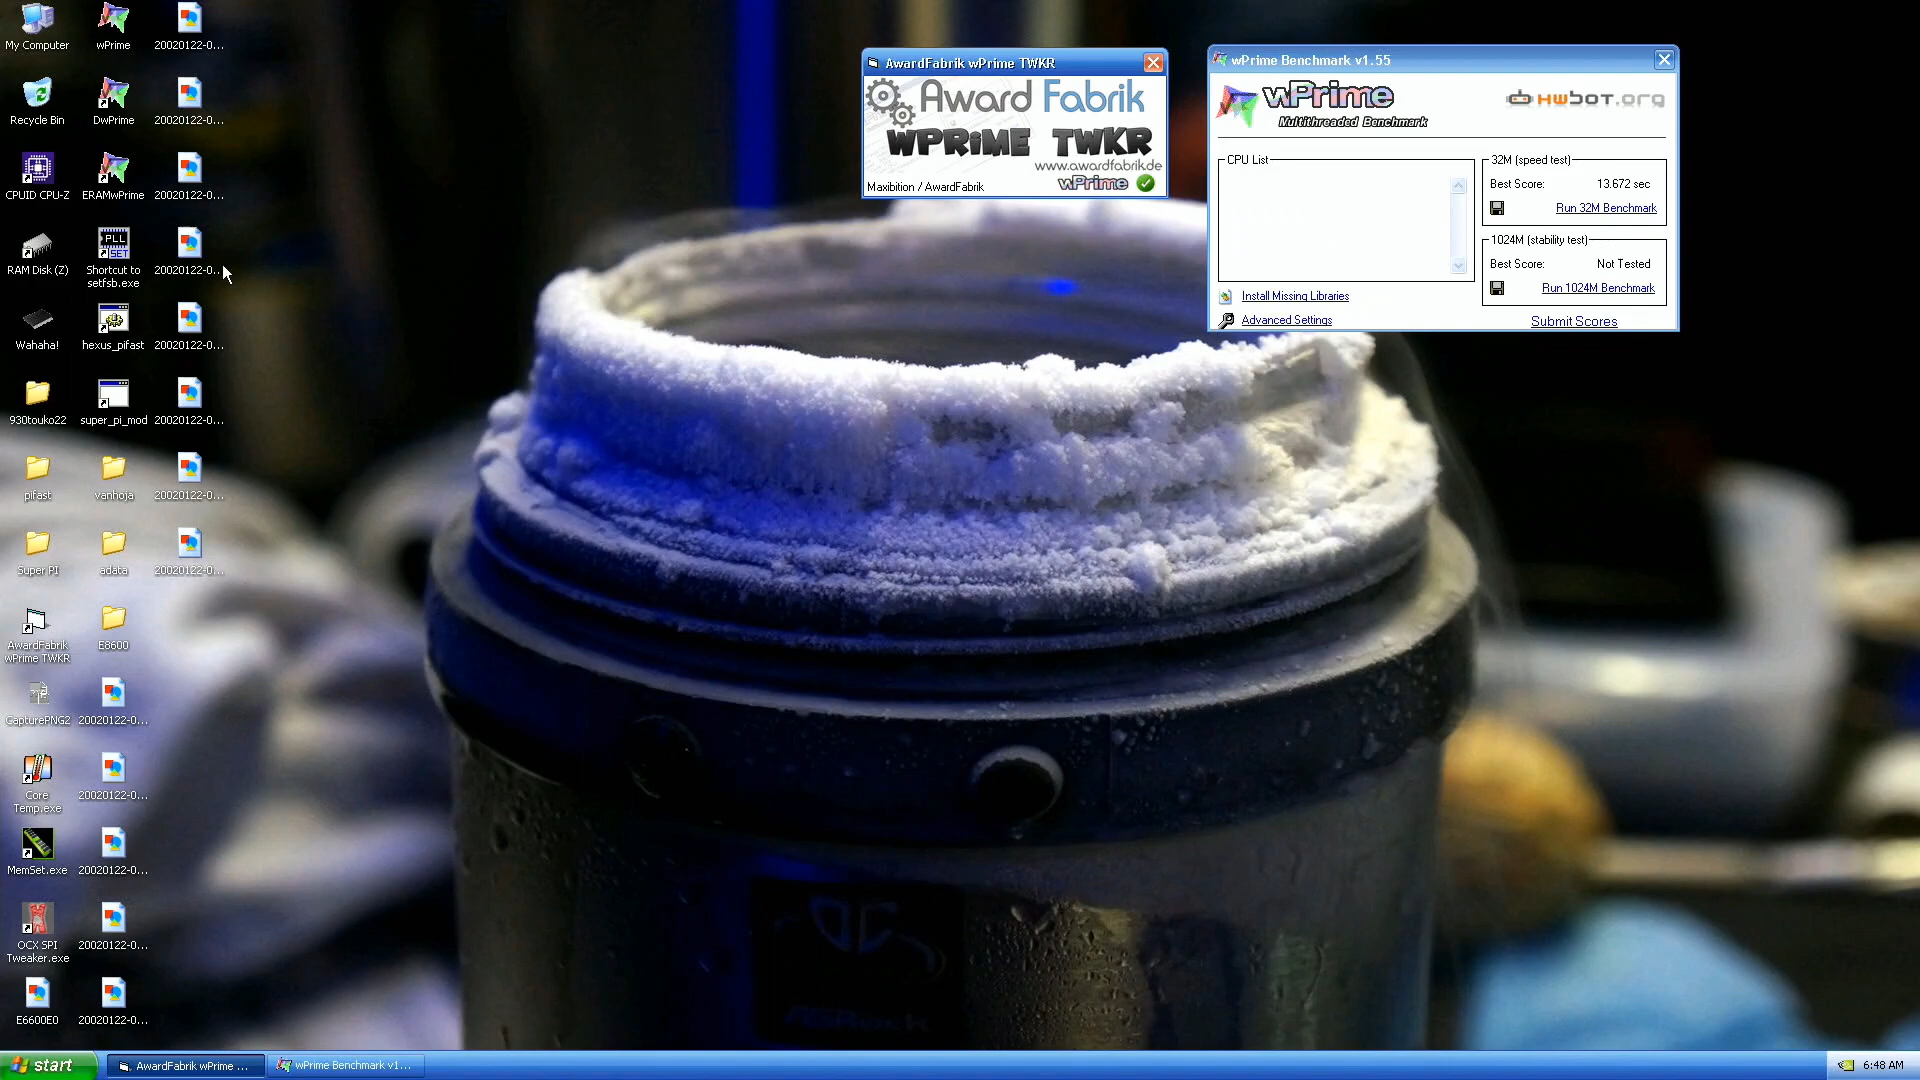 My Computer
wPrime
20020122-0...
Recycle Bin
DwPrime
20020122-0...
CPUID CPU-Z
ERAMwPrime
20020122-0...
RAM Disk (Z)
Shortcut to
setfsb.exe
20020122-0...
PLL
SET
Wahaha!
hexus_pifast
20020122-0...
930touko22
super_pi_mod
20020122-0...
pifast
vanhoja
20020122-0...
Super PI
adata
20020122-0...
AwardFabrik
wPrime TWKR
E8600
CapturePNG2
20020122-0...
Core
Temp.exe
20020122-0...
MemSet.exe
20020122-0...
OCX SPI
Tweaker.exe
20020122-0...
E6600E0
20020122-0...
AwardFabrik wPrime TWKR
Award Fabrik
WPRiME TWKR
www.awardfabrik.de
Maxibition / AwardFabrik
wPrime
wPrime Benchmark v1.55
wPrime
Multithreaded Benchmark
HWBOT.ORG
CPU List
Install Missing Libraries
Advanced Settings
32M (speed test)
Best Score: 13.672 sec
Run 32M Benchmark
1024M (stability test)
Best Score: Not Tested
Run 1024M Benchmark
Submit Scores
start
AwardFabrik wPrime ...
wPrime Benchmark v1...
6:48 AM